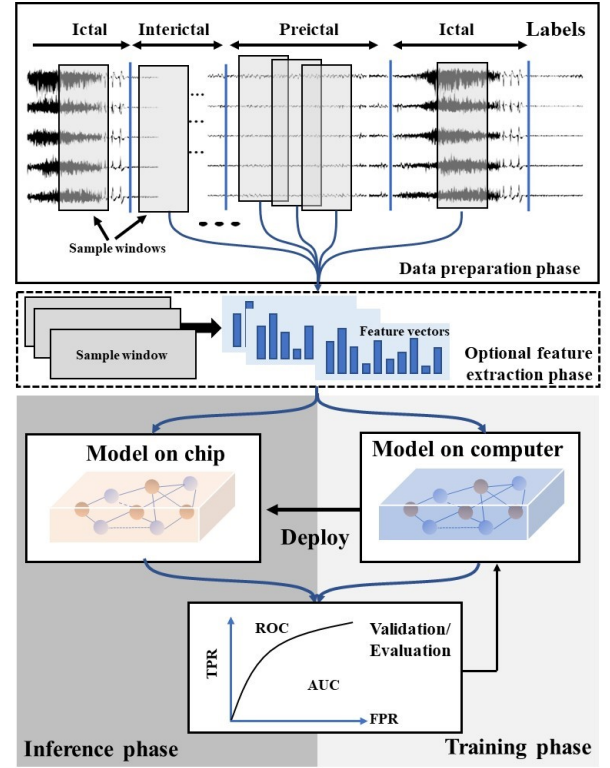 Ictal Interictal Preictal Ictal Labels
...
...
Sample windows
...
Data preparation phase
Sample window
Feature vectors
Optional feature
extraction phase
Model on chip
Model on computer
Deploy
ROC
Validation/
Evaluation
TPR
AUC
FPR
Inference phase
Training phase